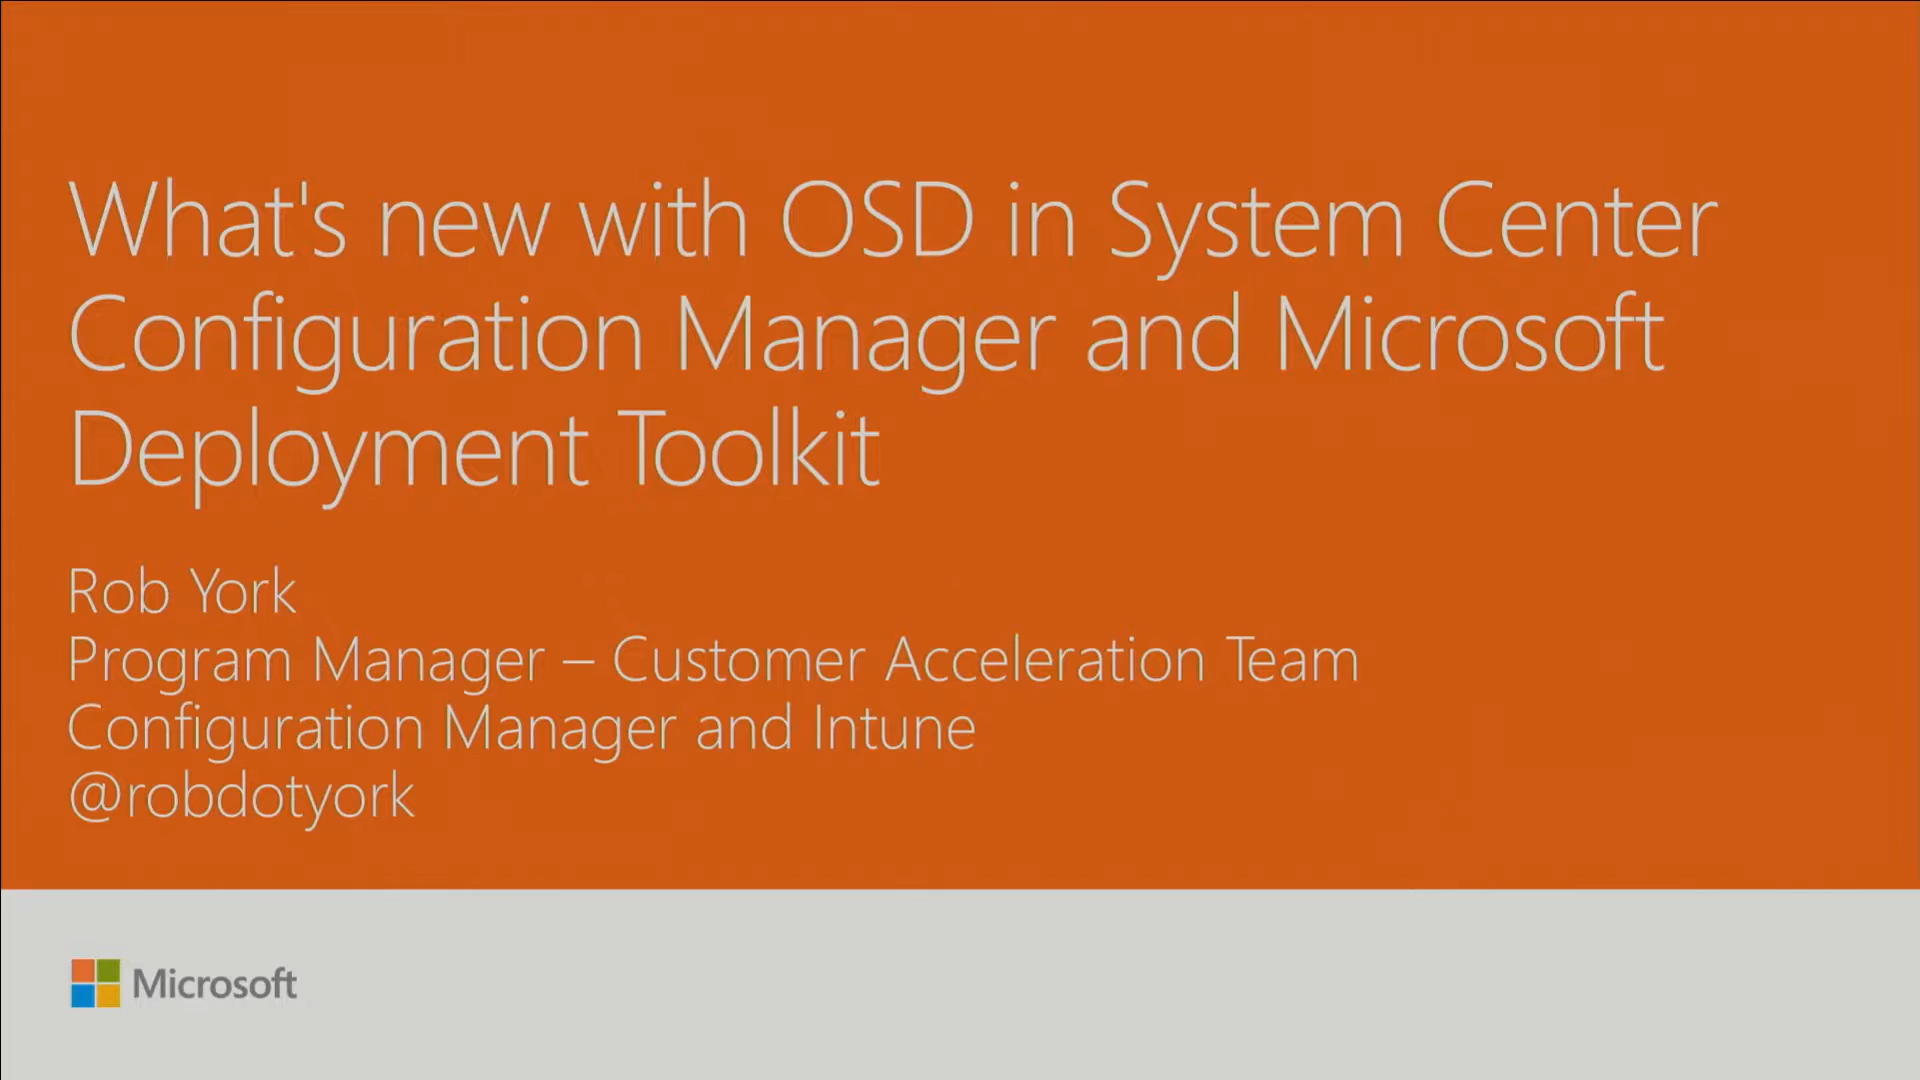 What's new with OSD in System Center
Configuration Manager and Microsoft
Deployment Toolkit
Rob York
Program Manager – Customer Acceleration Team
Configuration Manager and Intune
@robdotyork
Microsoft